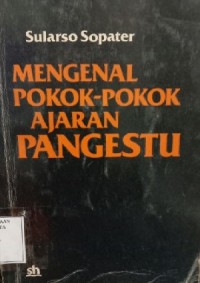 Sularso Sopater
MENGENAL
POKOK-POKOK
AJARAN
PANGESTU
sh